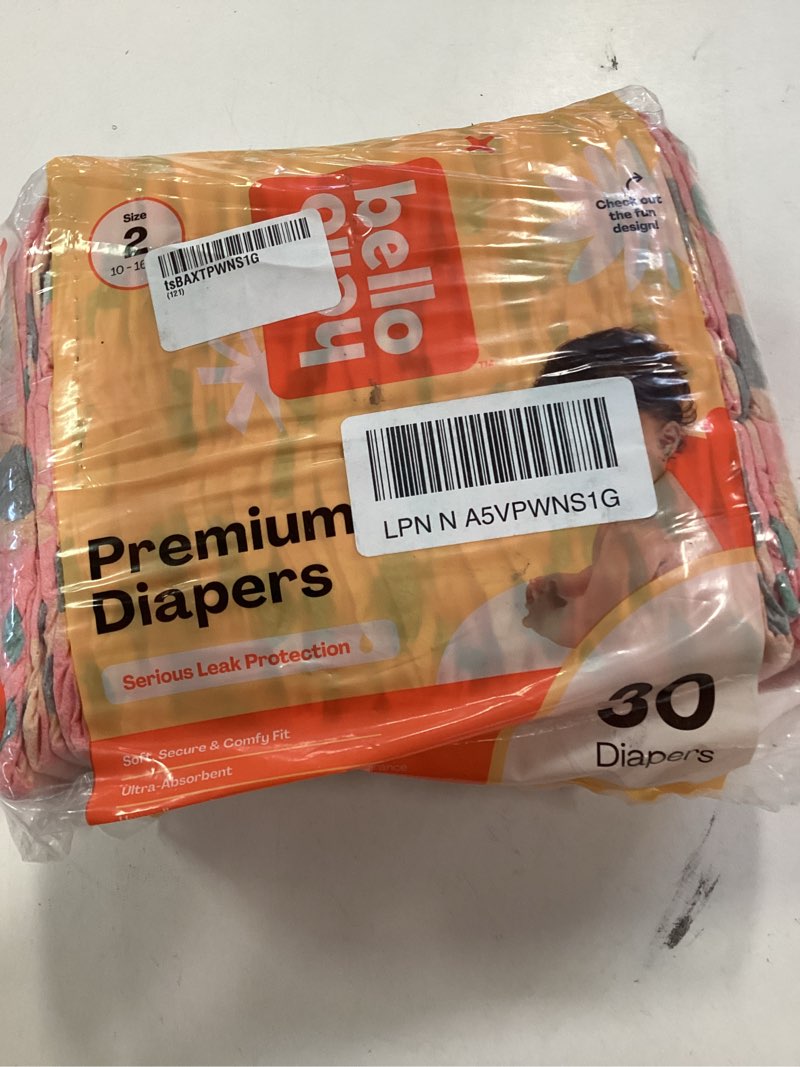 Size
2
10 - 16
tsBAXTPWNS1G
(121)
hello
bello
TM
Check out
the fun
design!
LPN N A5VPWNS1G
Premium
Diapers
Serious Leak Protection
Soft, Secure & Comfy Fit
Ultra-Absorbent
30
Diapers